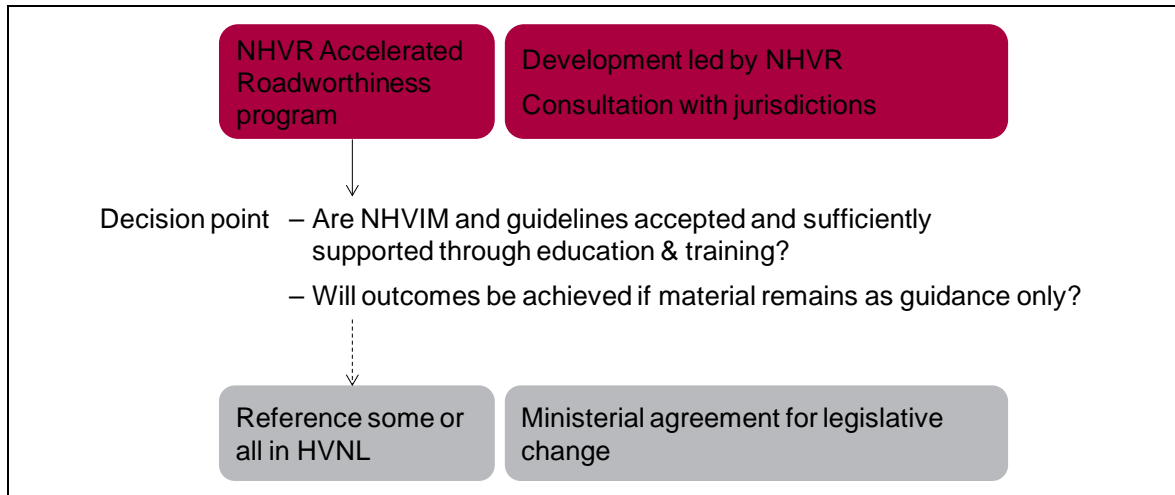 NHVR Accelerated
Roadworthiness
program
Development led by NHVR
Consultation with jurisdictions
Decision point – Are NHVIM and guidelines accepted and sufficiently
supported through education & training?
– Will outcomes be achieved if material remains as guidance only?
Reference some or
all in HVNL
Ministerial agreement for legislative
change